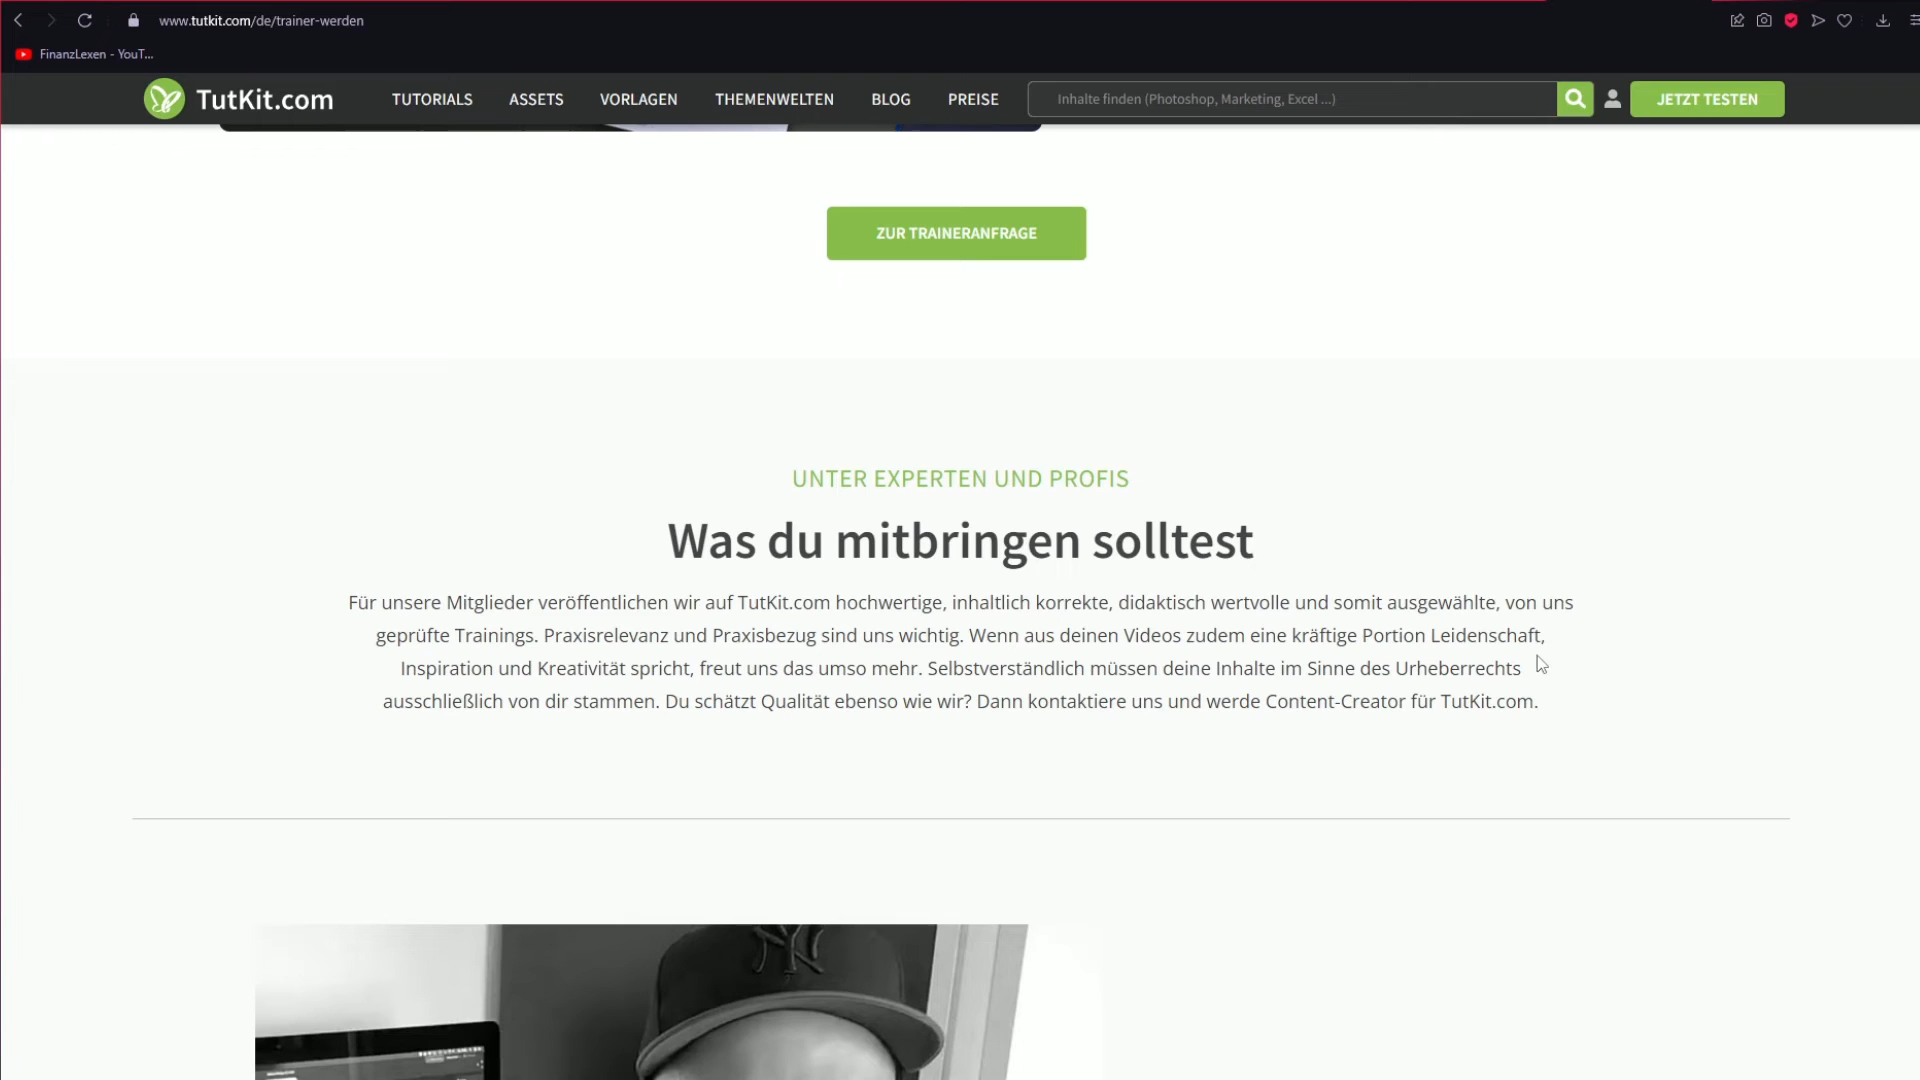 www.tutkit.com/de/trainer-werden
FinanzLexen - YouT...
TutKit.com
TUTORIALS
ASSETS
VORLAGEN
THEMENWELTEN
BLOG
PREISE
Inhalte finden (Photoshop, Marketing, Excel ...)
JETZT TESTEN
ZUR TRAINERANFRAGE
UNTER EXPERTEN UND PROFIS
Was du mitbringen solltest
Für unsere Mitglieder veröffentlichen wir auf TutKit.com hochwertige, inhaltlich korrekte, didaktisch wertvolle und somit ausgewählte, von uns
geprüfte Trainings. Praxisrelevanz und Praxisbezug sind uns wichtig. Wenn aus deinen Videos zudem eine kräftige Portion Leidenschaft,
Inspiration und Kreativität spricht, freut uns das umso mehr. Selbstverständlich müssen deine Inhalte im Sinne des Urheberrechts
ausschließlich von dir stammen. Du schätzt Qualität ebenso wie wir? Dann kontaktiere uns und werde Content-Creator für TutKit.com.
NY